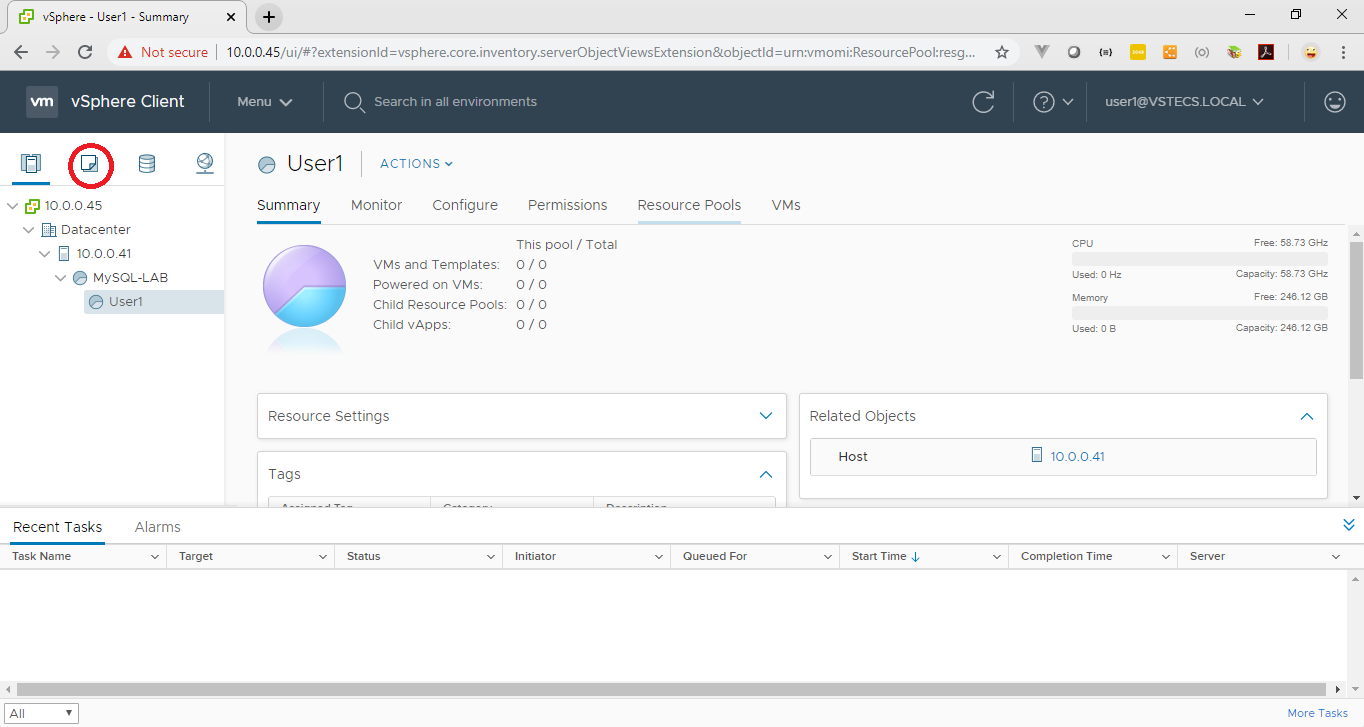 vSphere - User1 - Summary
Not secure 10.0.0.45/ui/#?extensionId=vsphere.core.inventory.serverObjectViewsExtension&objectId=urn:vmomi:ResourcePool:resg...
vm vSphere Client Menu Search in all environments user1@VSTECS.LOCAL
User1 ACTIONS
Summary Monitor Configure Permissions Resource Pools VMs
10.0.0.45
Datacenter
10.0.0.41
MySQL-LAB
User1
This pool / Total
VMs and Templates: 0 / 0
Powered on VMs: 0 / 0
Child Resource Pools: 0 / 0
Child vApps: 0 / 0
CPU Free: 58.73 GHz
Used: 0 Hz Capacity: 58.73 GHz
Memory Free: 246.12 GB
Used: 0 B Capacity: 246.12 GB
Resource Settings
Tags
Assigned Tag Category Description
Related Objects
Host 10.0.0.41
Recent Tasks Alarms
Task Name Target Status Initiator Queued For Start Time Completion Time Server
All
More Tasks